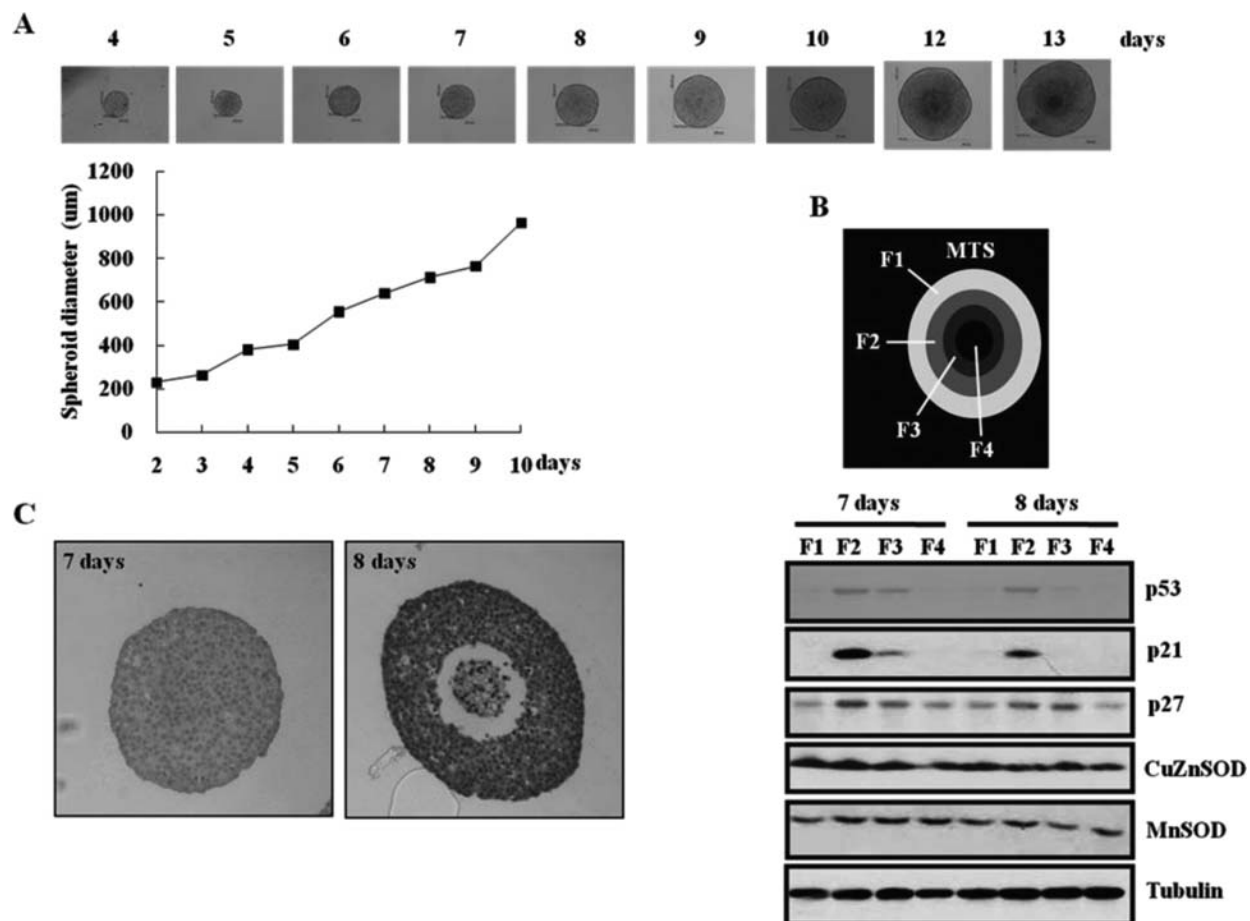 A
4 5 6 7 8 9 10 12 13 days
1200
1000
800
600
400
200
0
Spheroid diameter (um)
2 3 4 5 6 7 8 9 10 days
B
MTS
F1
F2
F3
F4
C
7 days
8 days
7 days 8 days
F1 F2 F3 F4 F1 F2 F3 F4
p53
p21
p27
CuZnSOD
MnSOD
Tubulin